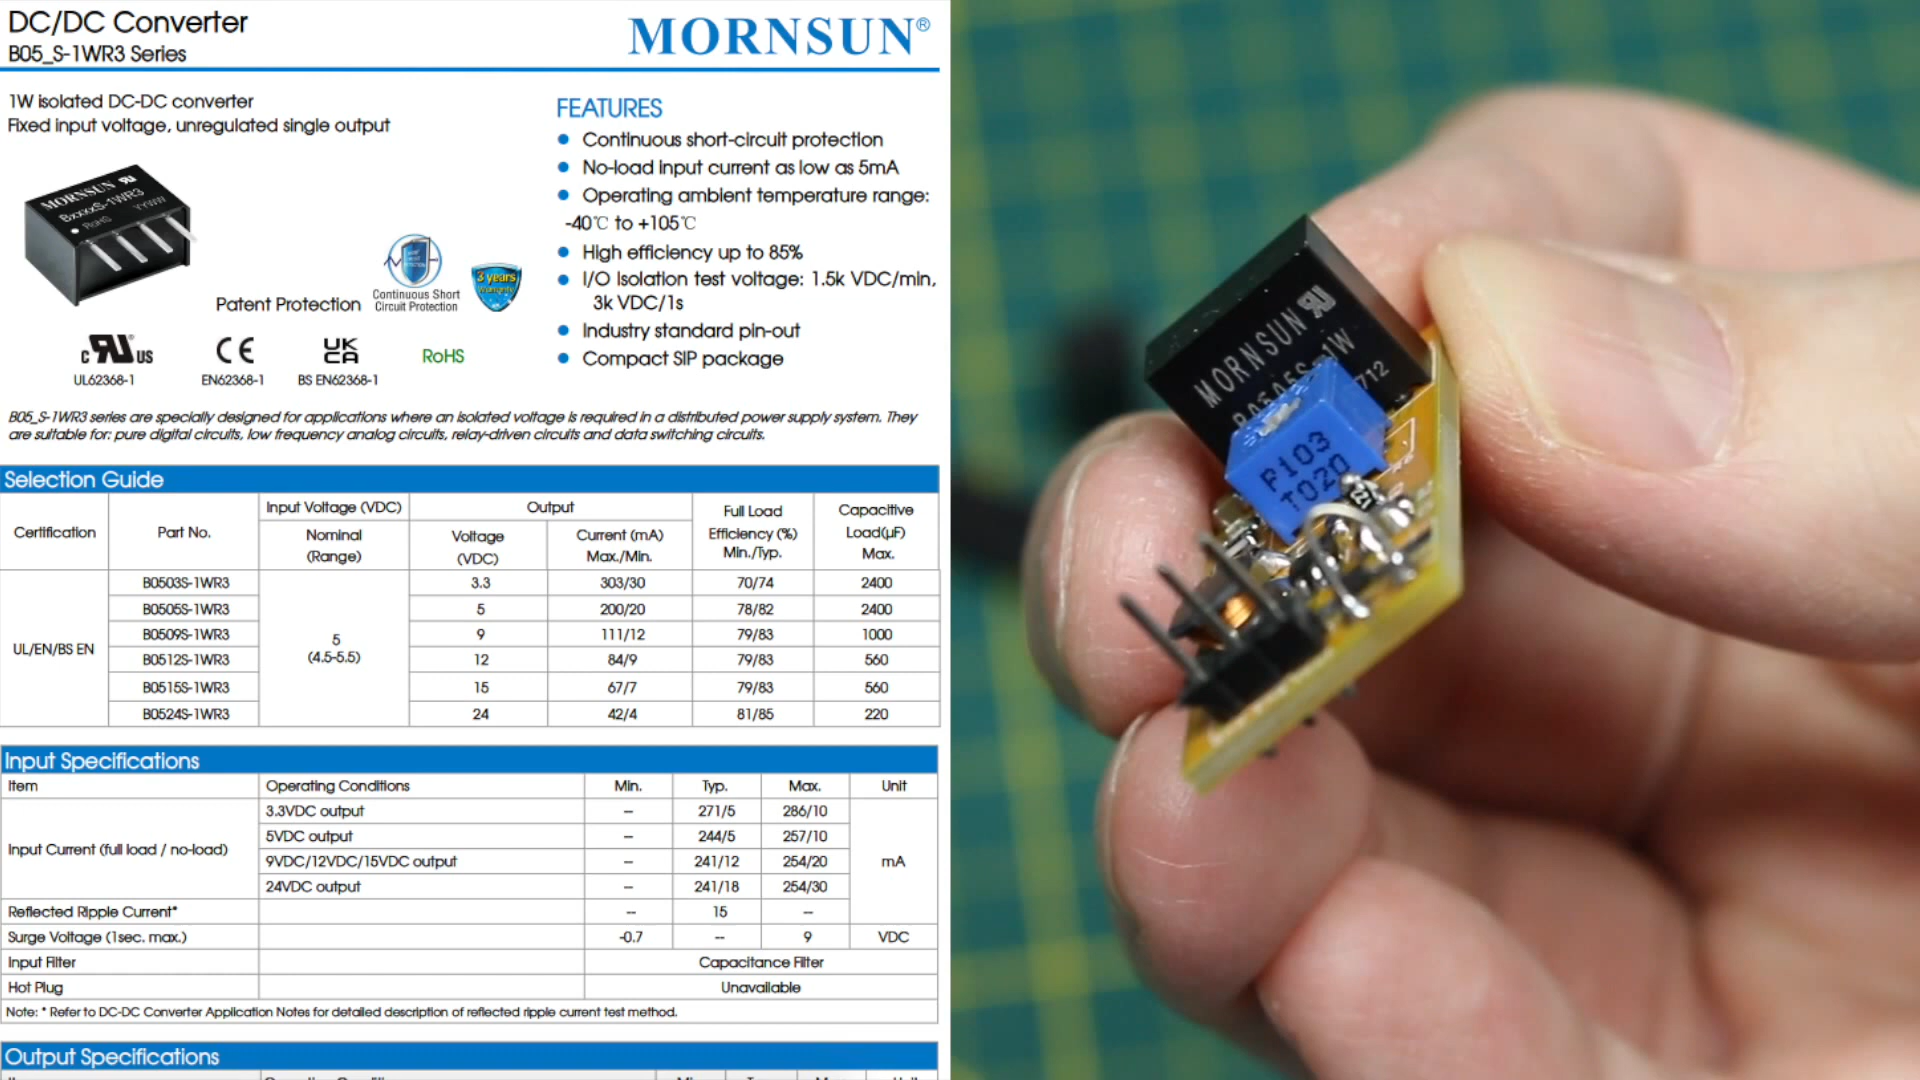 DC/DC Converter
B05_S-1WR3 Series
MORNSUN®
1W isolated DC-DC converter
Fixed input voltage, unregulated single output
MORNSUN
BxxxxS-1WR3
RoHS YYWW
Patent Protection
Continuous Short
Circuit Protection
3 years
Warranty
c US
UL62368-1
CE
EN62368-1
UK
CA
BS EN62368-1
RoHS
FEATURES
● Continuous short-circuit protection
● No-load input current as low as 5mA
● Operating ambient temperature range:
-40℃ to +105℃
● High efficiency up to 85%
● I/O Isolation test voltage: 1.5k VDC/min,
3k VDC/1s
● Industry standard pin-out
● Compact SIP package
B05_S-1WR3 series are specially designed for applications where an isolated voltage is required in a distributed power supply system. They
are suitable for: pure digital circuits, low frequency analog circuits, relay-driven circuits and data switching circuits.
Selection Guide
Certification Part No. Input Voltage (VDC) Output Full Load Efficiency (%) Min./Typ. Capacitive Load(μF) Max.
Nominal (Range) Voltage (VDC) Current (mA) Max./Min.
UL/EN/BS EN 5 (4.5-5.5)
B0503S-1WR3 3.3 303/30 70/74 2400
B0505S-1WR3 5 200/20 78/82 2400
B0509S-1WR3 9 111/12 79/83 1000
B0512S-1WR3 12 84/9 79/83 560
B0515S-1WR3 15 67/7 79/83 560
B0524S-1WR3 24 42/4 81/85 220
Input Specifications
Item Operating Conditions Min. Typ. Max. Unit
Input Current (full load / no-load) 3.3VDC output -- 271/5 286/10 mA
5VDC output -- 244/5 257/10
9VDC/12VDC/15VDC output -- 241/12 254/20
24VDC output -- 241/18 254/30
Reflected Ripple Current* -- 15 --
Surge Voltage (1sec. max.) -0.7 -- 9 VDC
Input Filter Capacitance Filter
Hot Plug Unavailable
Note: * Refer to DC-DC Converter Application Notes for detailed description of reflected ripple current test method.
Output Specifications
MORNSUN
B0505S-1W
712
P103
T020
221